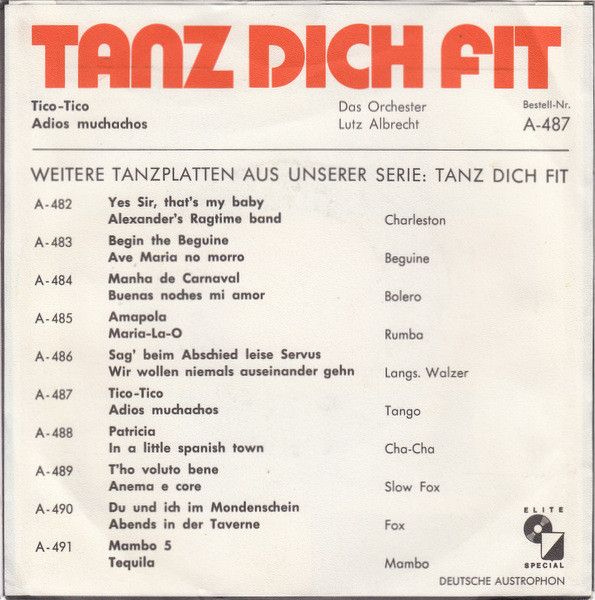 TANZ DICH FIT
Tico-Tico Das Orchester Bestell-Nr.
Adios muchachos Lutz Albrecht A-487
WEITERE TANZPLATTEN AUS UNSERER SERIE: TANZ DICH FIT
A-482 Yes Sir, that's my baby
Alexander's Ragtime band Charleston
A-483 Begin the Beguine
Ave Maria no morro Beguine
A-484 Manha de Carnaval
Buenas noches mi amor Bolero
A-485 Amapola
Maria-La-O Rumba
A-486 Sag' beim Abschied leise Servus
Wir wollen niemals auseinander gehn Langs. Walzer
A-487 Tico-Tico
Adios muchachos Tango
A-488 Patricia
In a little spanish town Cha-Cha
A-489 T'ho voluto bene
Anema e core Slow Fox
A-490 Du und ich im Mondenschein
Abends in der Taverne Fox
A-491 Mambo 5
Tequila Mambo
ELITE
SPECIAL
DEUTSCHE AUSTROPHON